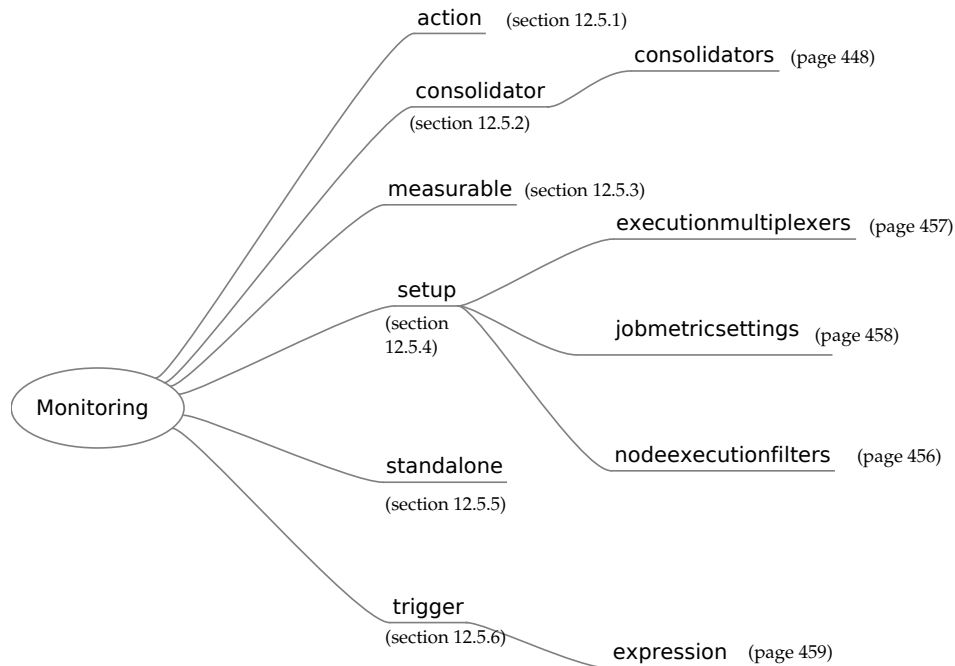 action (section 12.5.1)
consolidators (page 448)
consolidator
(section 12.5.2)
measurable (section 12.5.3)
executionmultiplexers (page 457)
setup
(section
12.5.4)
jobmetricsettings (page 458)
Monitoring
nodeexecutionfilters (page 456)
standalone
(section 12.5.5)
trigger
(section 12.5.6)
expression (page 459)